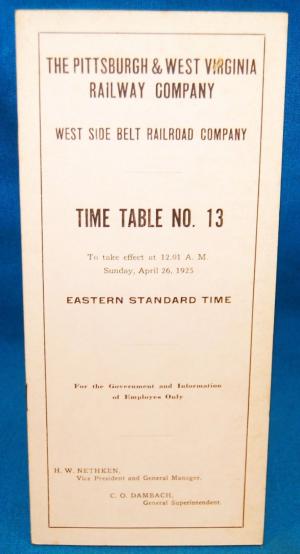 THE PITTSBURGH & WEST VIRGINIA
RAILWAY COMPANY
WEST SIDE BELT RAILROAD COMPANY
TIME TABLE NO. 13
To take effect at 12.01 A. M.
Sunday, April 26, 1925
EASTERN STANDARD TIME
For the Government and Information
of Employes Only
H. W. NETHKEN,
Vice President and General Manager.
C. O. DAMBACH,
General Superintendent.